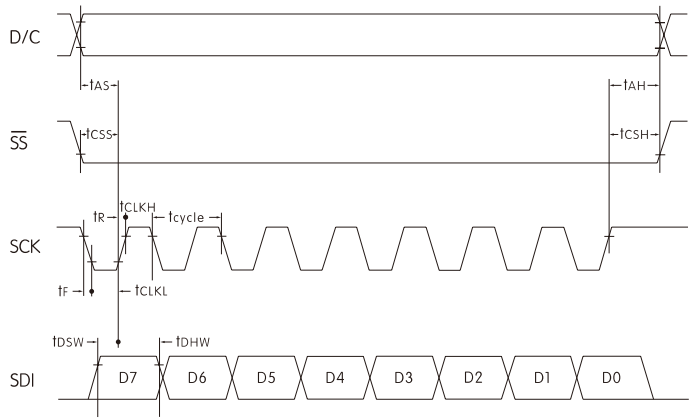 D/C
tAS
tAH
SS
tCSS
tCSH
tCLKH
tR
tcycle
SCK
tF
tCLKL
tDSW
tDHW
SDI
D7
D6
D5
D4
D3
D2
D1
D0